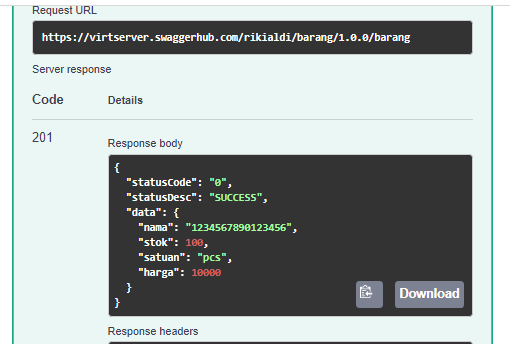 Request URL
https://virtserver.swaggerhub.com/rikialdi/barang/1.0.0/barang
Server response
Code Details
201
Response body
{
"statusCode": "0",
"statusDesc": "SUCCESS",
"data": {
"nama": "1234567890123456",
"stok": 100,
"satuan": "pcs",
"harga": 10000
}
}
Download
Response headers